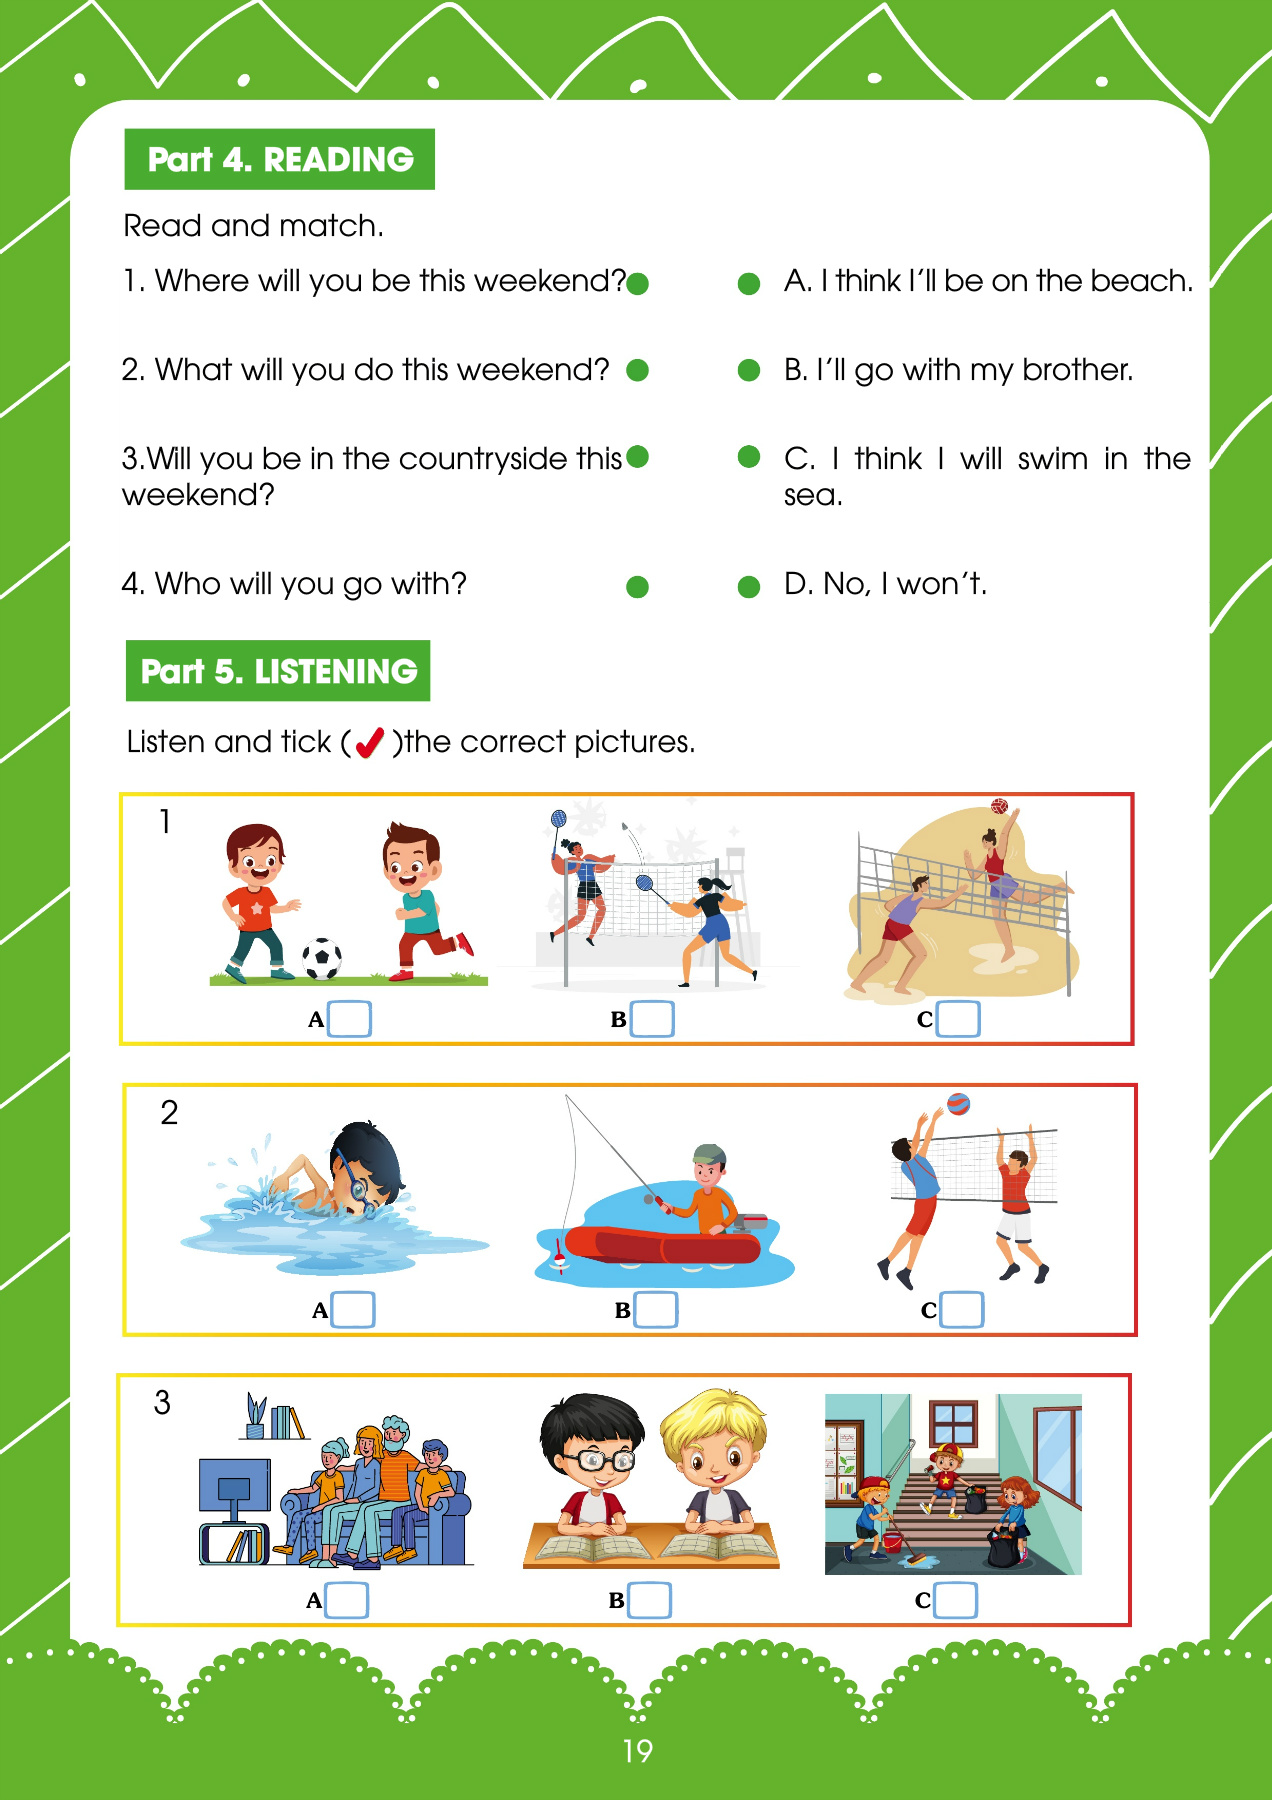 Part 4. READING
Read and match.
1. Where will you be this weekend?
A. I think I'll be on the beach.
2. What will you do this weekend?
B. I'll go with my brother.
3.Will you be in the countryside this
weekend?
C. I think I will swim in the
sea.
4. Who will you go with?
D. No, I won't.
Part 5. LISTENING
Listen and tick ( )the correct pictures.
1
A
B
C
2
A
B
C
3
A
B
C
19